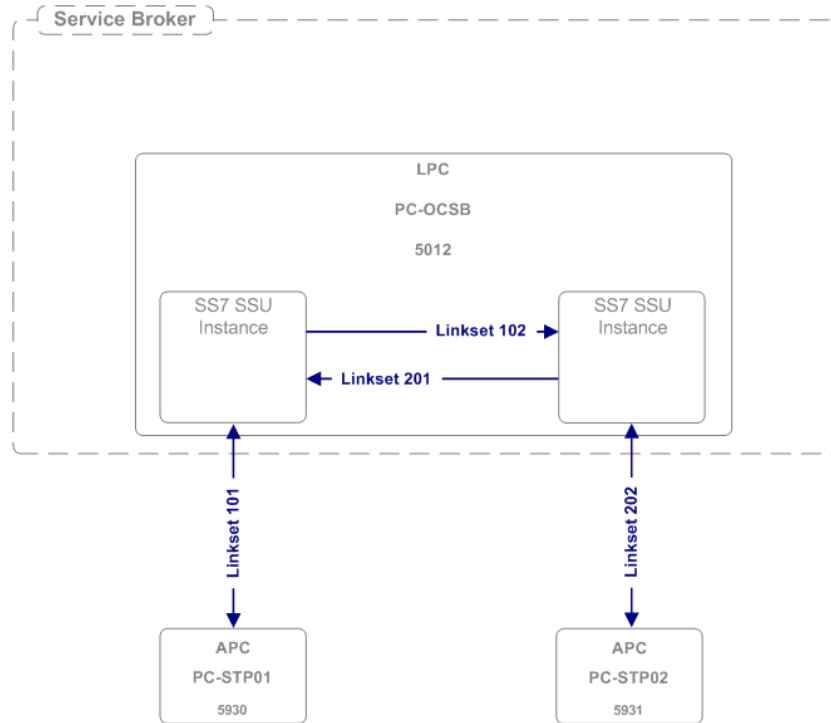 Service Broker
LPC
PC-OCSB
5012
SS7 SSU
Instance
SS7 SSU
Instance
Linkset 102
Linkset 201
Linkset 101
Linkset 202
APC
PC-STP01
5930
APC
PC-STP02
5931